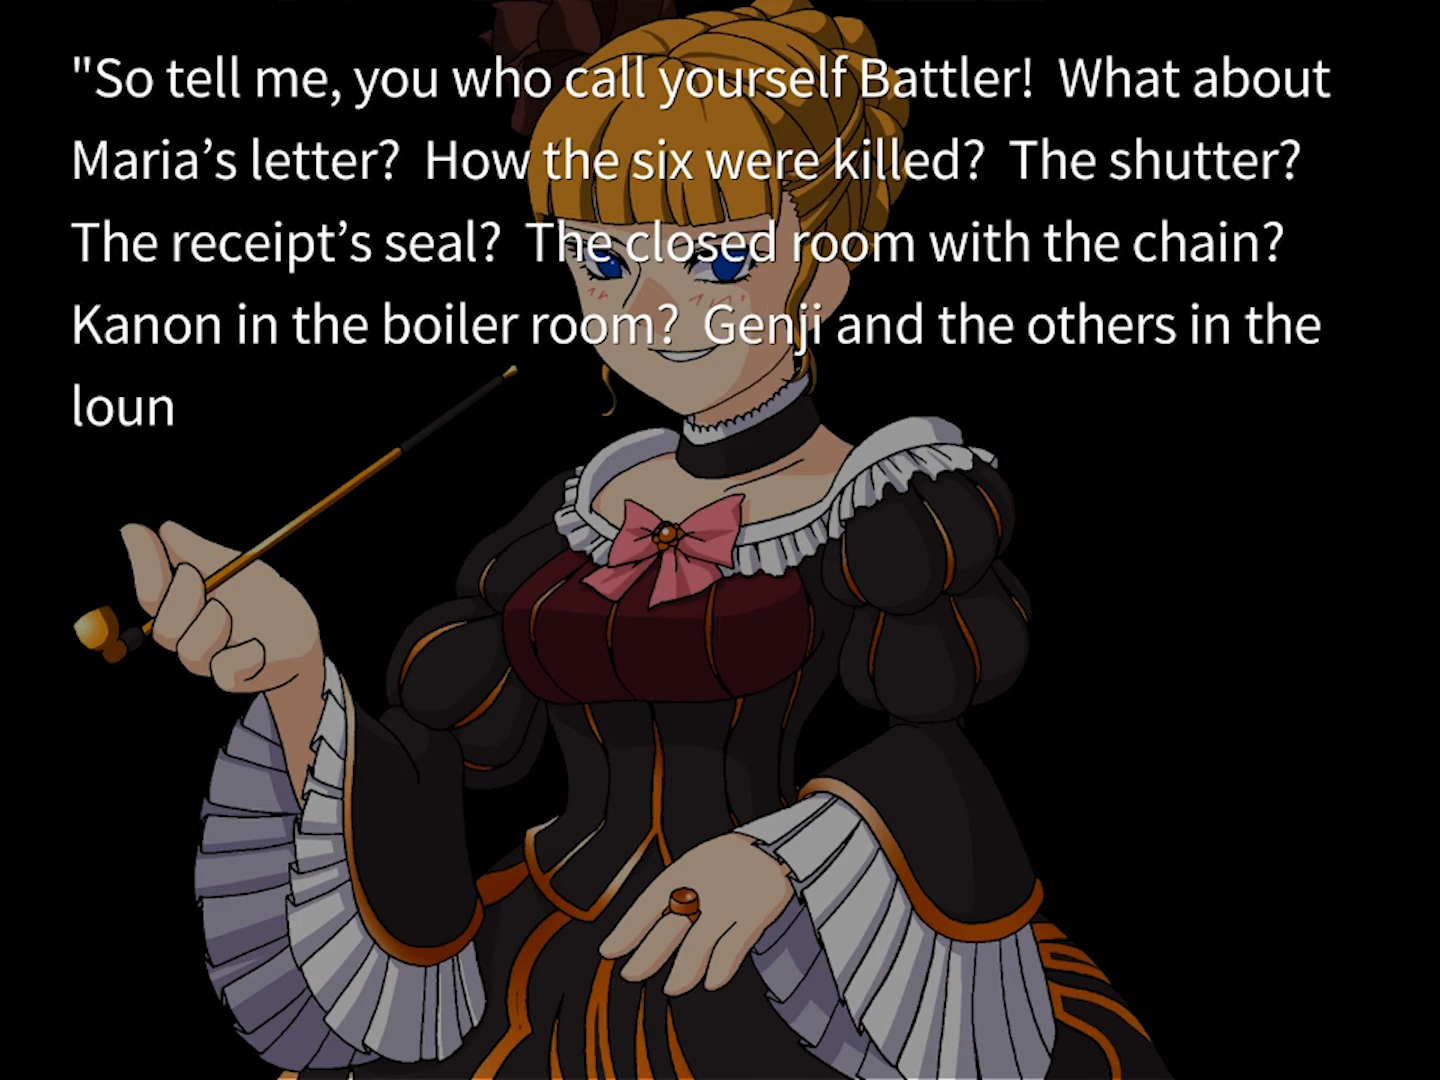 "So tell me, you who call yourself Battler!  What about
Maria’s letter?  How the six were killed?  The shutter?
The receipt’s seal?  The closed room with the chain?
Kanon in the boiler room?  Genji and the others in the
loun